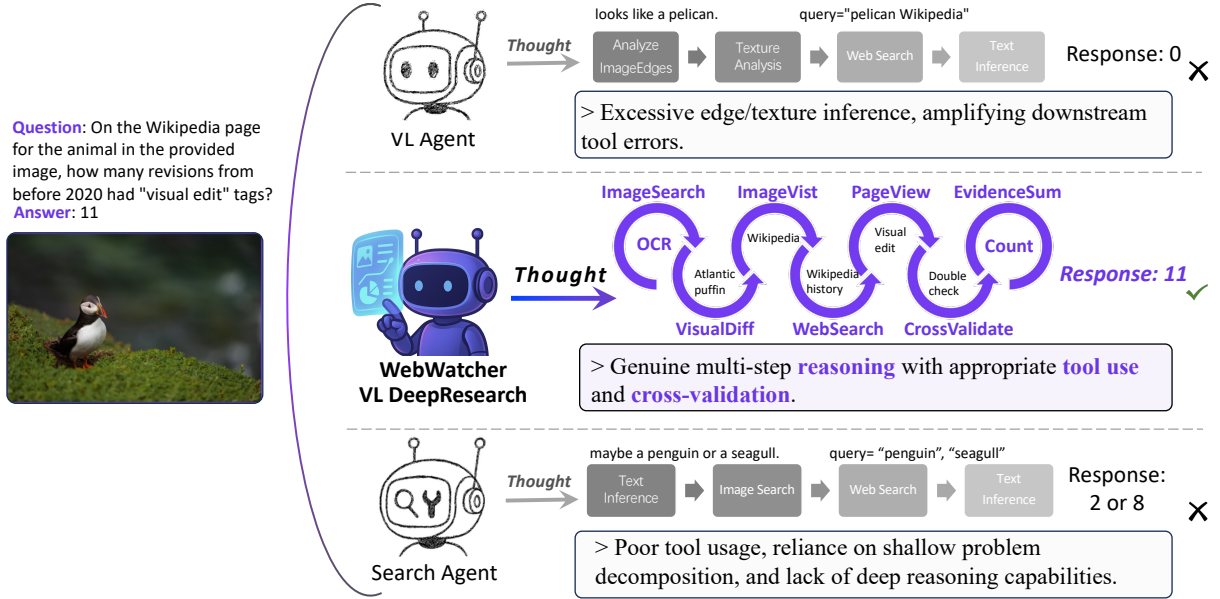 Question: On the Wikipedia page
for the animal in the provided
image, how many revisions from
before 2020 had "visual edit" tags?
Answer: 11
looks like a pelican.
query="pelican Wikipedia"
Thought
Analyze
ImageEdges
Texture
Analysis
Web Search
Text
Inference
Response: 0
VL Agent
> Excessive edge/texture inference, amplifying downstream
tool errors.
ImageSearch
ImageVist
PageView
EvidenceSum
OCR
Atlantic
puffin
Wikipedia
Wikipedia
history
Visual
edit
Double
check
Count
Thought
Response: 11
VisualDiff
WebSearch
CrossValidate
WebWatcher
VL DeepResearch
> Genuine multi-step reasoning with appropriate tool use
and cross-validation.
maybe a penguin or a seagull.
query= “penguin”, “seagull”
Thought
Text
Inference
Image Search
Web Search
Text
Inference
Response:
2 or 8
Search Agent
> Poor tool usage, reliance on shallow problem
decomposition, and lack of deep reasoning capabilities.